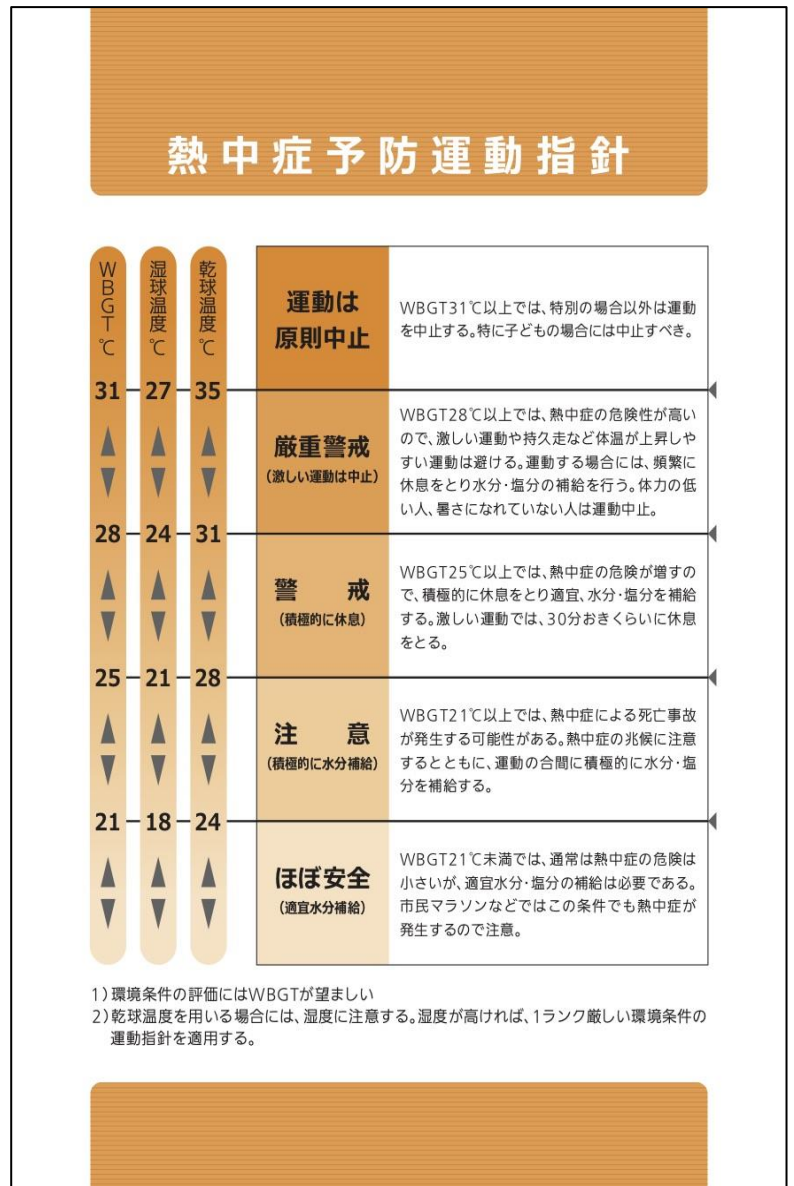 熱中症予防運動指針
WBGT ℃
湿球温度 ℃
乾球温度 ℃
運動は
原則中止
WBGT31℃以上では、特別の場合以外は運動
を中止する。特に子どもの場合には中止すべき。
31 27 35
厳重警戒
(激しい運動は中止)
WBGT28℃以上では、熱中症の危険性が高い
ので、激しい運動や持久走など体温が上昇しや
すい運動は避ける。運動する場合には、頻繁に
休息をとり水分・塩分の補給を行う。体力の低
い人、暑さになれていない人は運動中止。
28 24 31
警 戒
(積極的に休息)
WBGT25℃以上では、熱中症の危険が増すの
で、積極的に休息をとり適宜、水分・塩分を補給
する。激しい運動では、30分おきくらいに休息
をとる。
25 21 28
注 意
(積極的に水分補給)
WBGT21℃以上では、熱中症による死亡事故
が発生する可能性がある。熱中症の兆候に注意
するとともに、運動の合間に積極的に水分・塩
分を補給する。
21 18 24
ほぼ安全
(適宜水分補給)
WBGT21℃未満では、通常は熱中症の危険は
小さいが、適宜水分・塩分の補給は必要である。
市民マラソンなどではこの条件でも熱中症が
発生するので注意。
1)環境条件の評価にはWBGTが望ましい
2)乾球温度を用いる場合には、湿度に注意する。湿度が高ければ、1ランク厳しい環境条件の
運動指針を適用する。